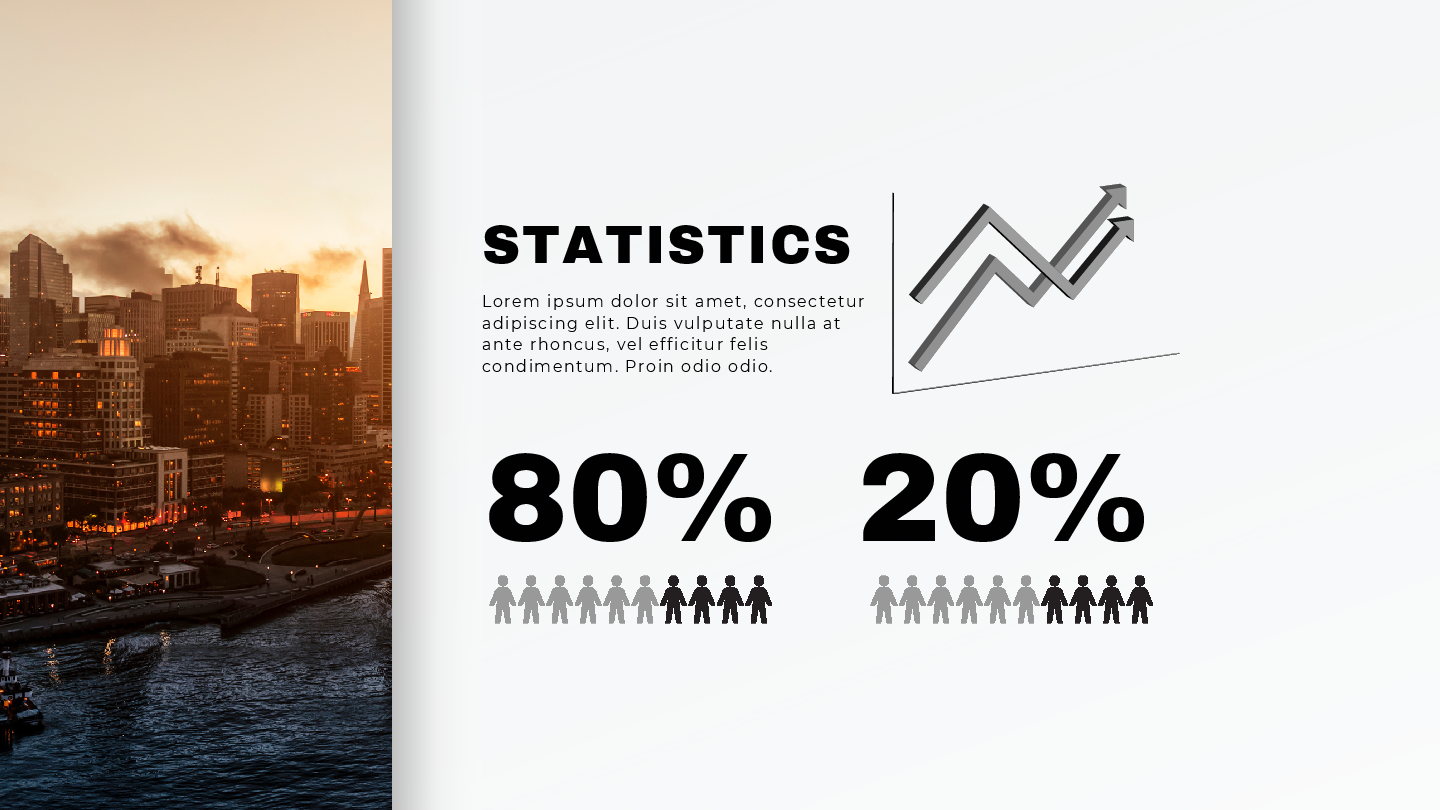 STATISTICS
Lorem ipsum dolor sit amet, consectetur
adipiscing elit. Duis vulputate nulla at
ante rhoncus, vel efficitur felis
condimentum. Proin odio odio.
80%
20%